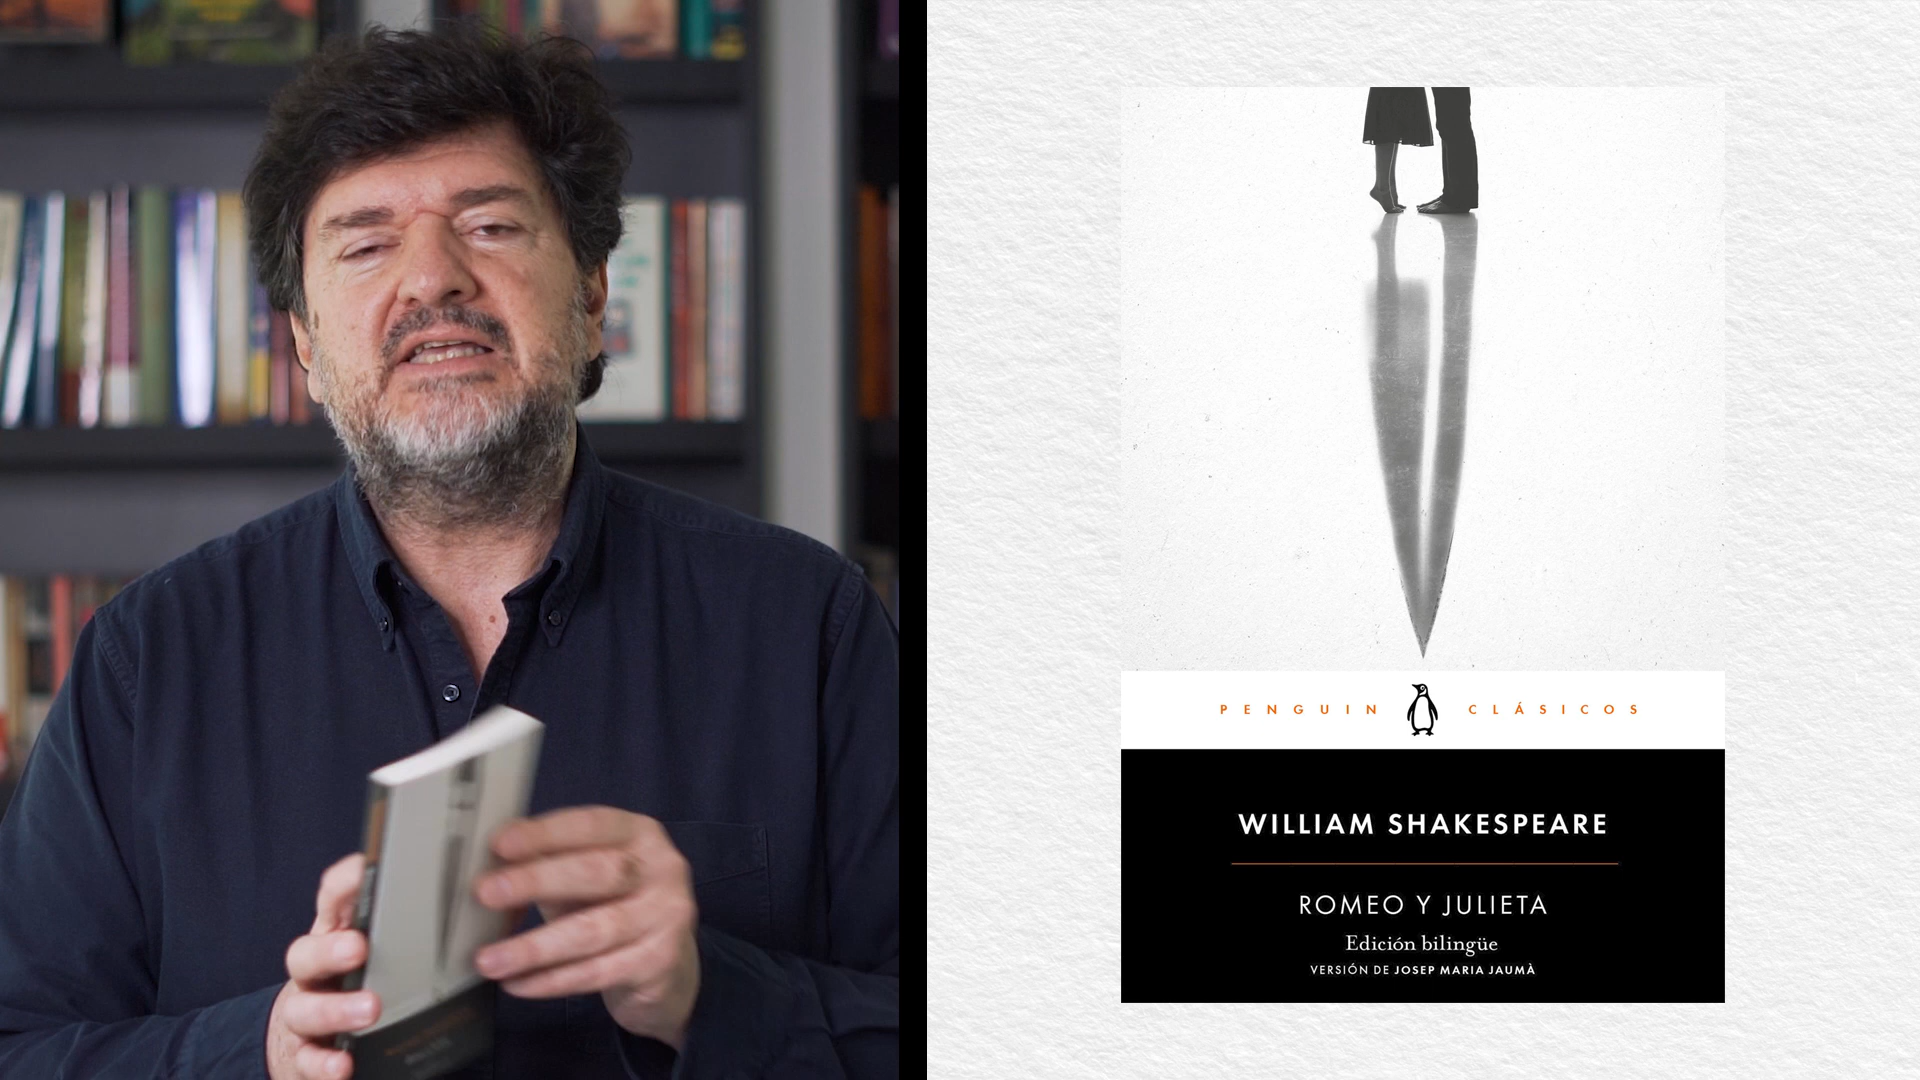 PENGUIN CLÁSICOS
WILLIAM SHAKESPEARE
ROMEO Y JULIETA
Edición bilingüe
VERSIÓN DE JOSEP MARIA JAUMÀ